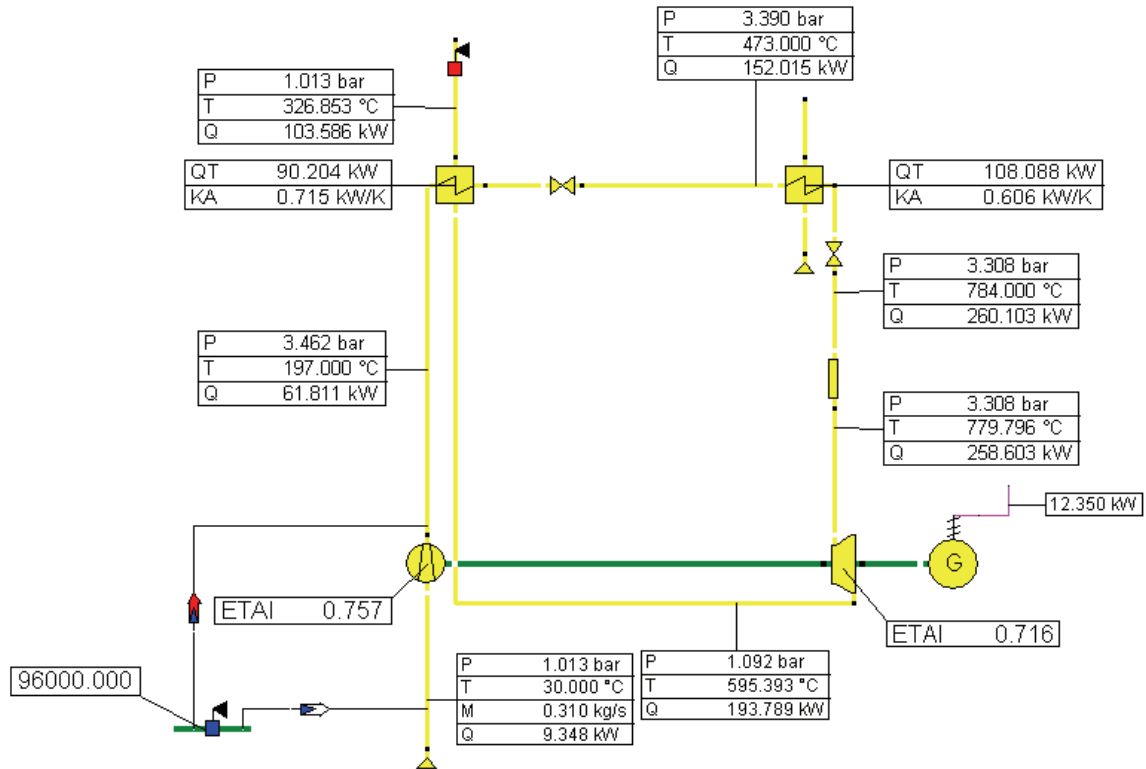 P 3.390 bar
T 473.000 °C
Q 152.015 kW
P 1.013 bar
T 326.853 °C
Q 103.586 kW
QT 90.204 kW
KA 0.715 kW/K
QT 108.088 kW
KA 0.606 kW/K
P 3.308 bar
T 784.000 °C
Q 260.103 kW
P 3.462 bar
T 197.000 °C
Q 61.811 kW
P 3.308 bar
T 779.796 °C
Q 258.603 kW
12.350 kW
G
ETAI 0.757
ETAI 0.716
96000.000
P 1.013 bar
T 30.000 °C
M 0.310 kg/s
Q 9.348 kW
P 1.092 bar
T 595.393 °C
Q 193.789 kW